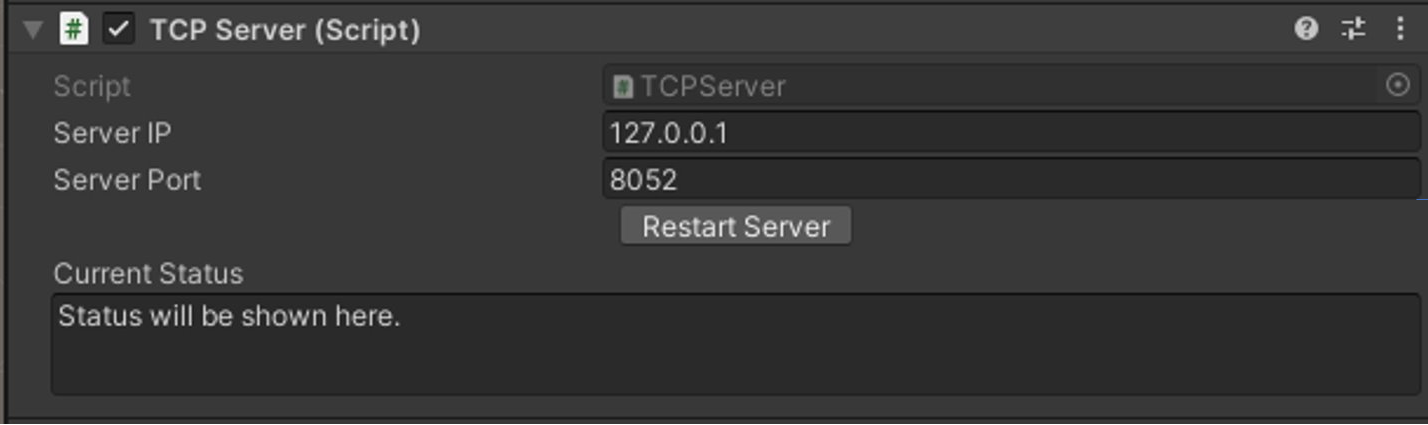 TCP Server (Script)
Script TCPServer
Server IP 127.0.0.1
Server Port 8052
Restart Server
Current Status
Status will be shown here.